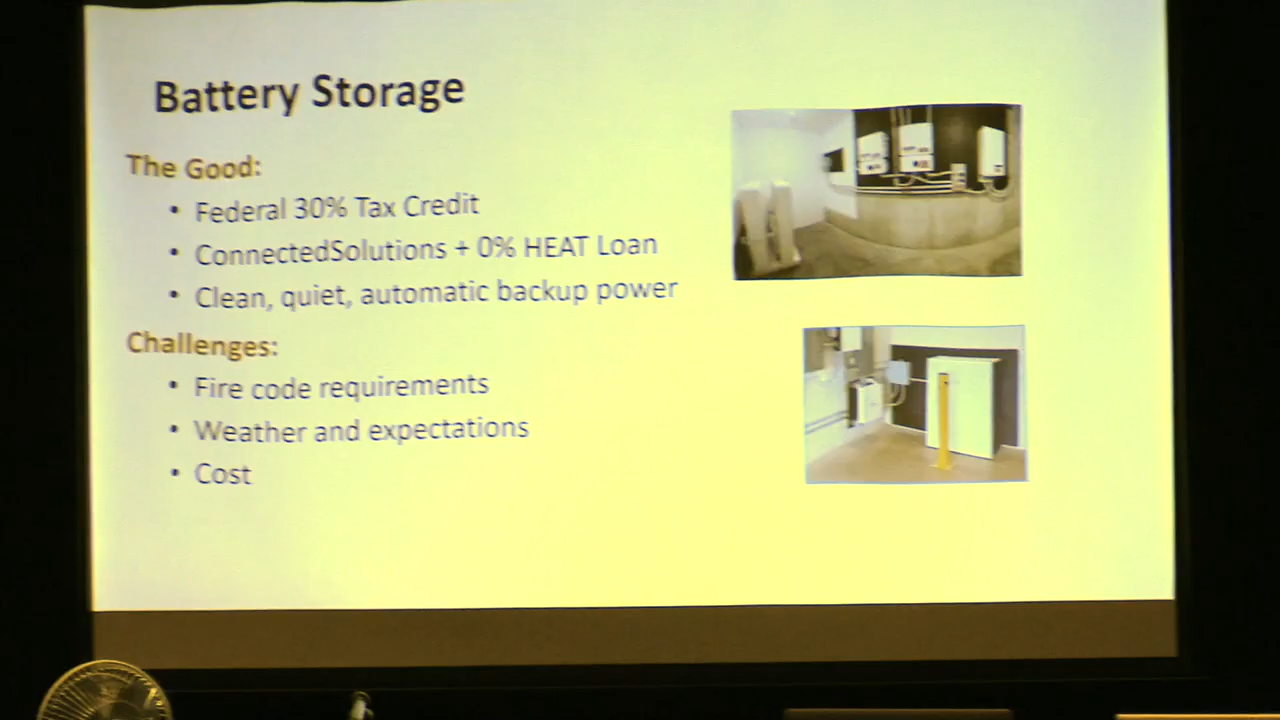 Battery Storage
The Good:
• Federal 30% Tax Credit
• ConnectedSolutions + 0% HEAT Loan
• Clean, quiet, automatic backup power
Challenges:
• Fire code requirements
• Weather and expectations
• Cost